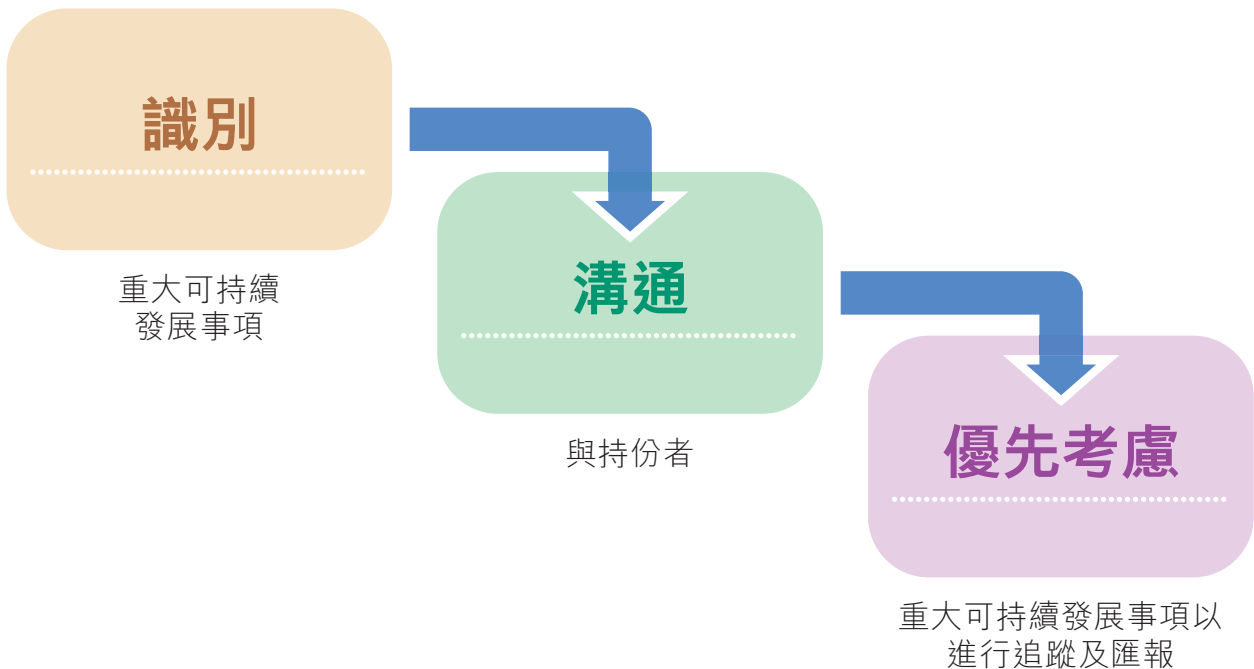 識別
重大可持續
發展事項
溝通
與持份者
優先考慮
重大可持續發展事項以
進行追蹤及匯報